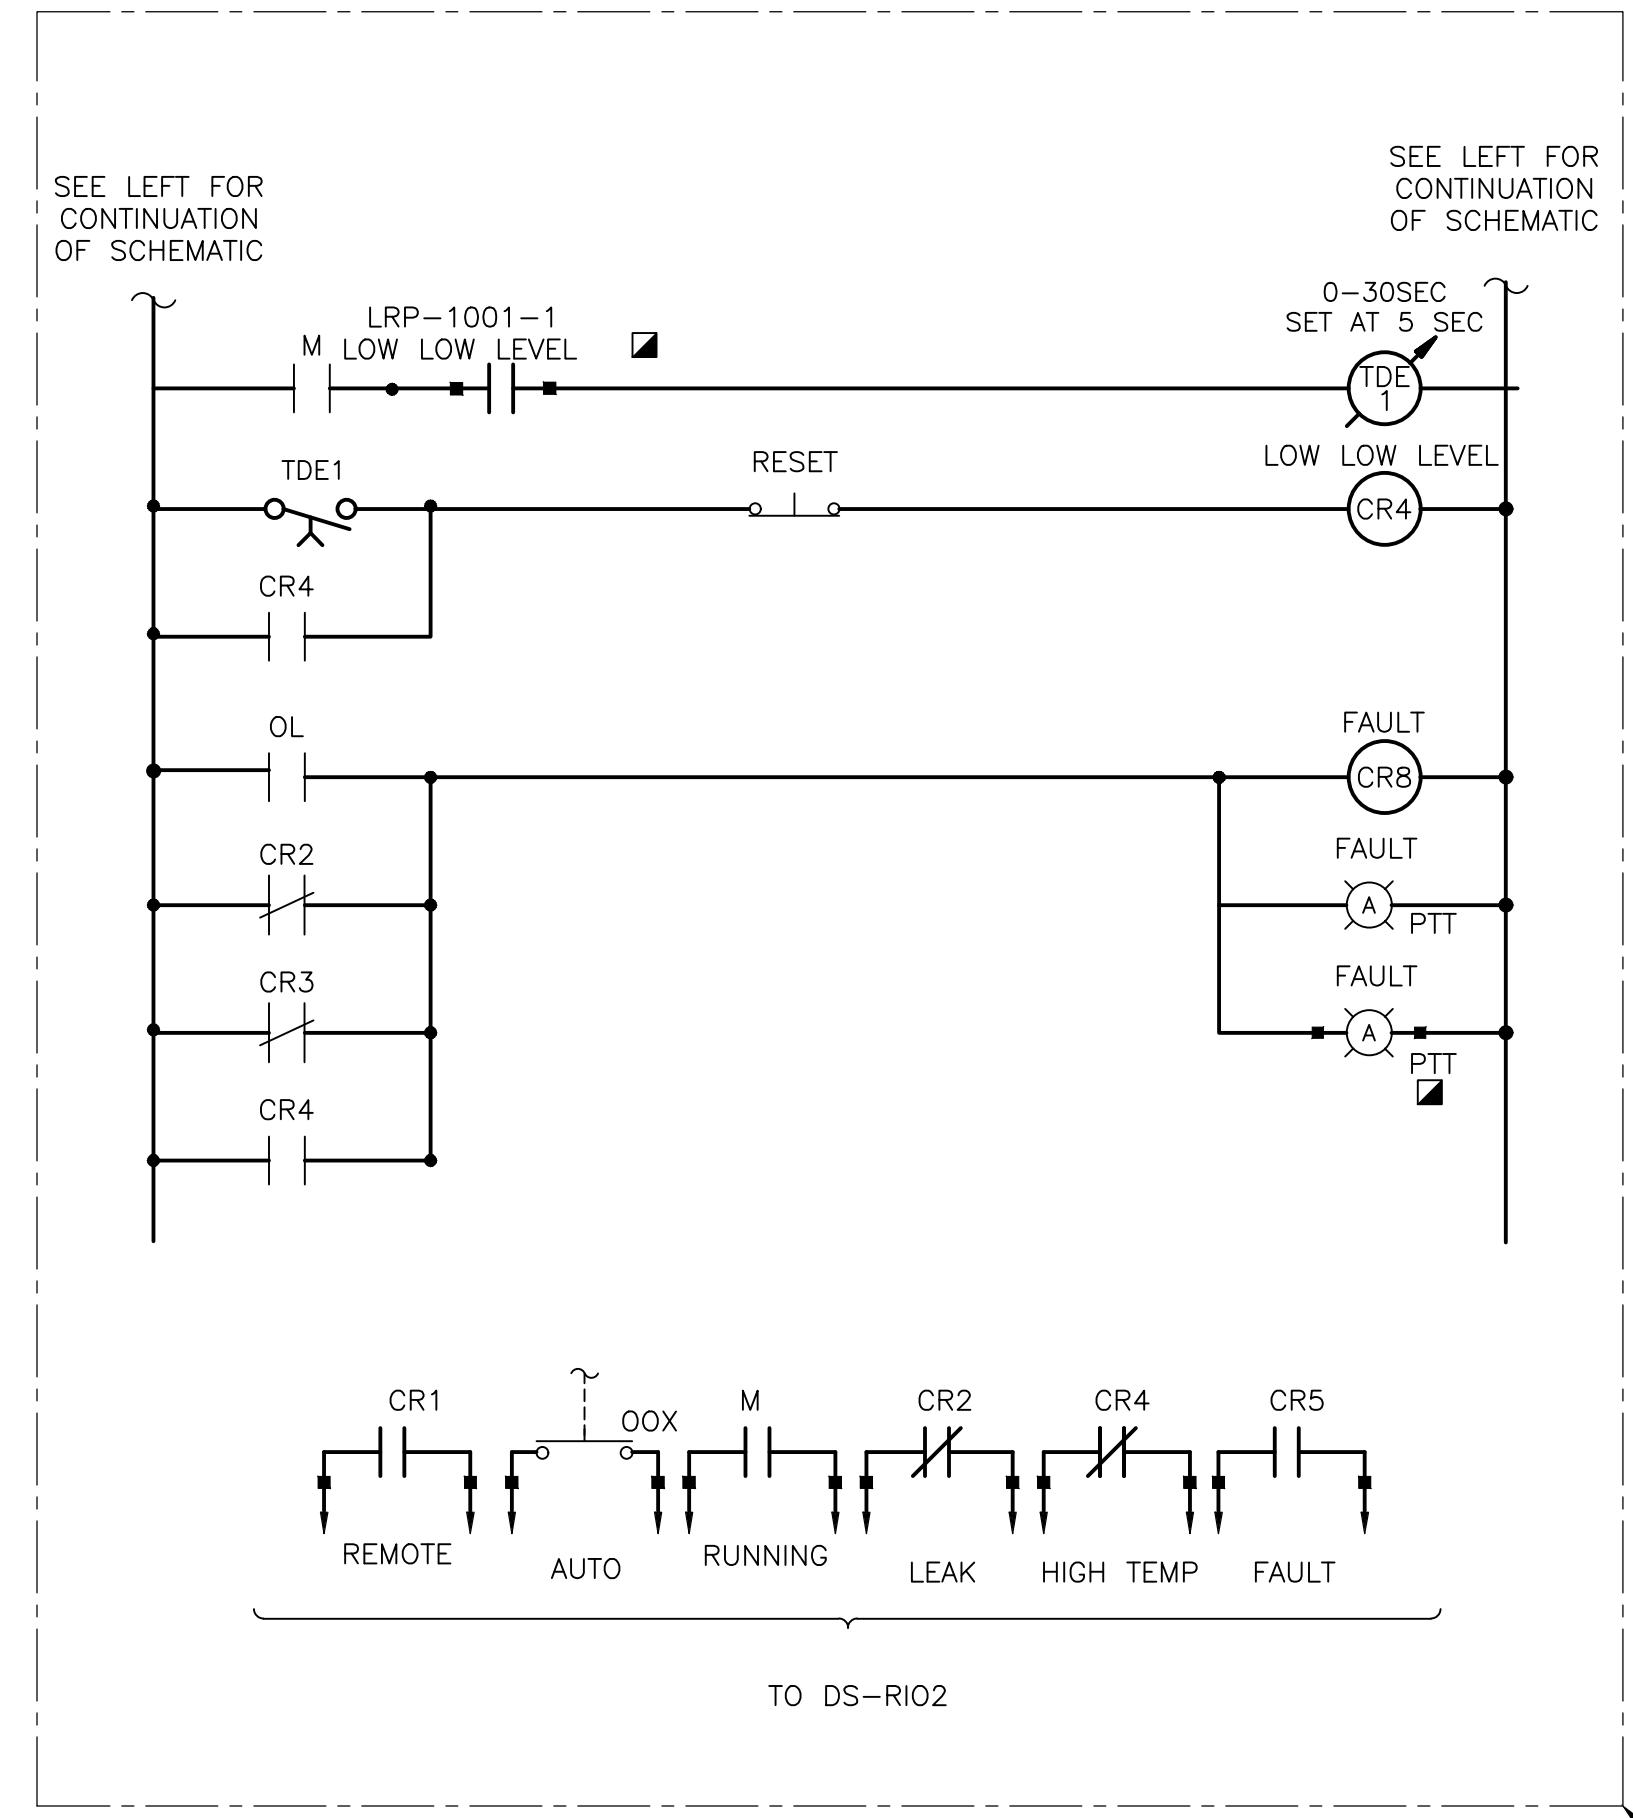 SEE LEFT FOR
CONTINUATION
OF SCHEMATIC
SEE LEFT FOR
CONTINUATION
OF SCHEMATIC
0-30SEC
SET AT 5 SEC
LRP-1001-1
M
LOW LOW LEVEL
TDE
1
TDE1
RESET
LOW LOW LEVEL
CR4
CR4
OL
FAULT
CR8
CR2
FAULT
A
PTT
CR3
FAULT
A
PTT
CR4
CR1
OOX
M
CR2
CR4
CR5
REMOTE
AUTO
RUNNING
LEAK
HIGH TEMP
FAULT
TO DS-RIO2